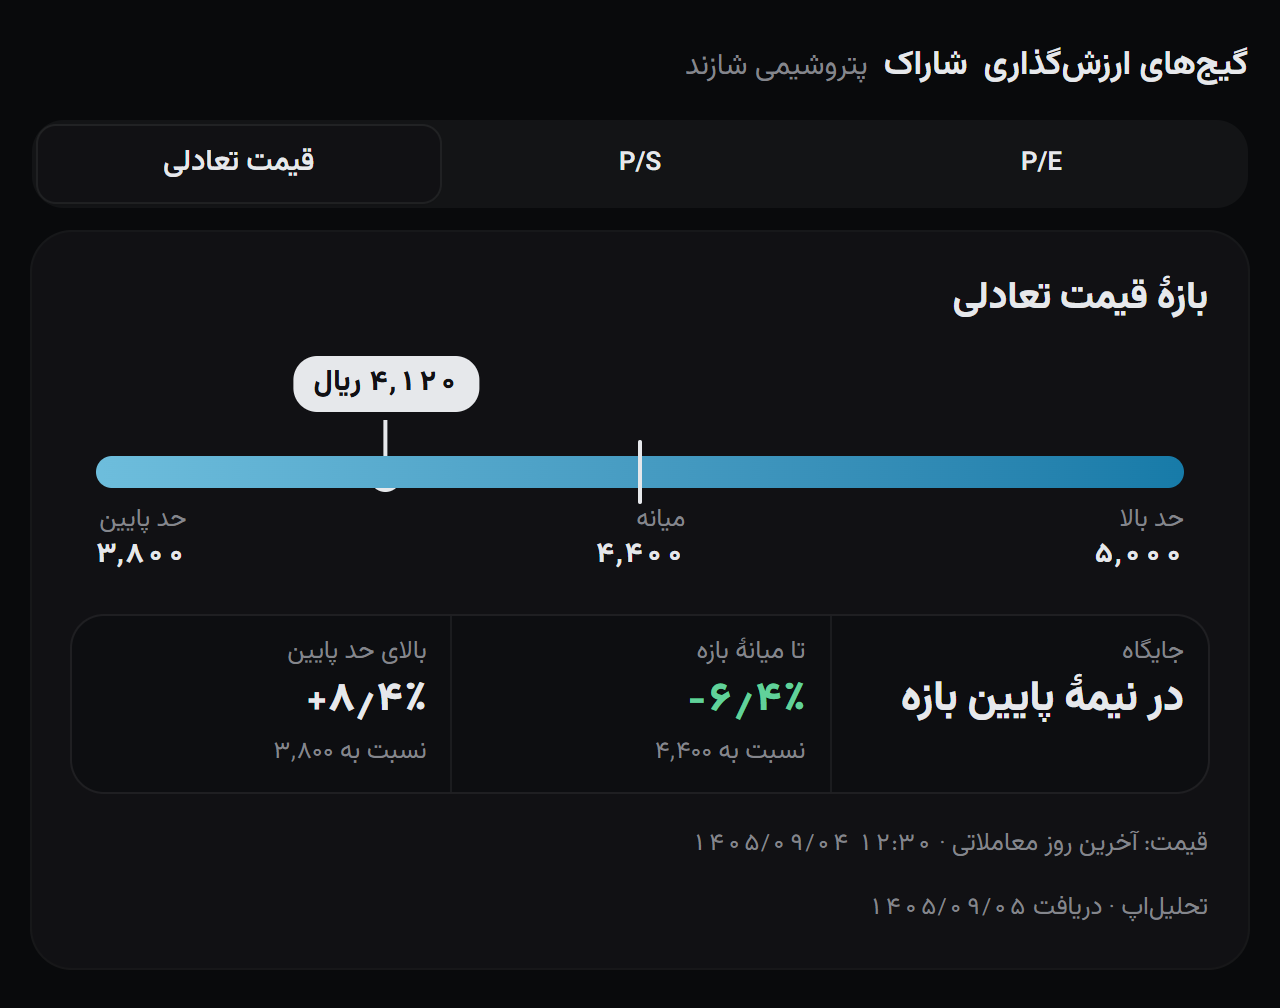 گیج‌های ارزش‌گذاری شاراک پتروشیمی شازند
P/E
P/S
قیمت تعادلی
بازهٔ قیمت تعادلی
۴,۱۲۰ ریال
حد بالا
۵,۰۰۰
میانه
۴,۴۰۰
حد پایین
۳,۸۰۰
جایگاه
در نیمهٔ پایین بازه
تا میانهٔ بازه
-۶٫۴٪
نسبت به ۴,۴۰۰
بالای حد پایین
+۸٫۴٪
نسبت به ۳,۸۰۰
قیمت: آخرین روز معاملاتی · ۱۲:۳۰ ۱۴۰۵/۰۹/۰۴
تحلیل‌اپ · دریافت ۱۴۰۵/۰۹/۰۵